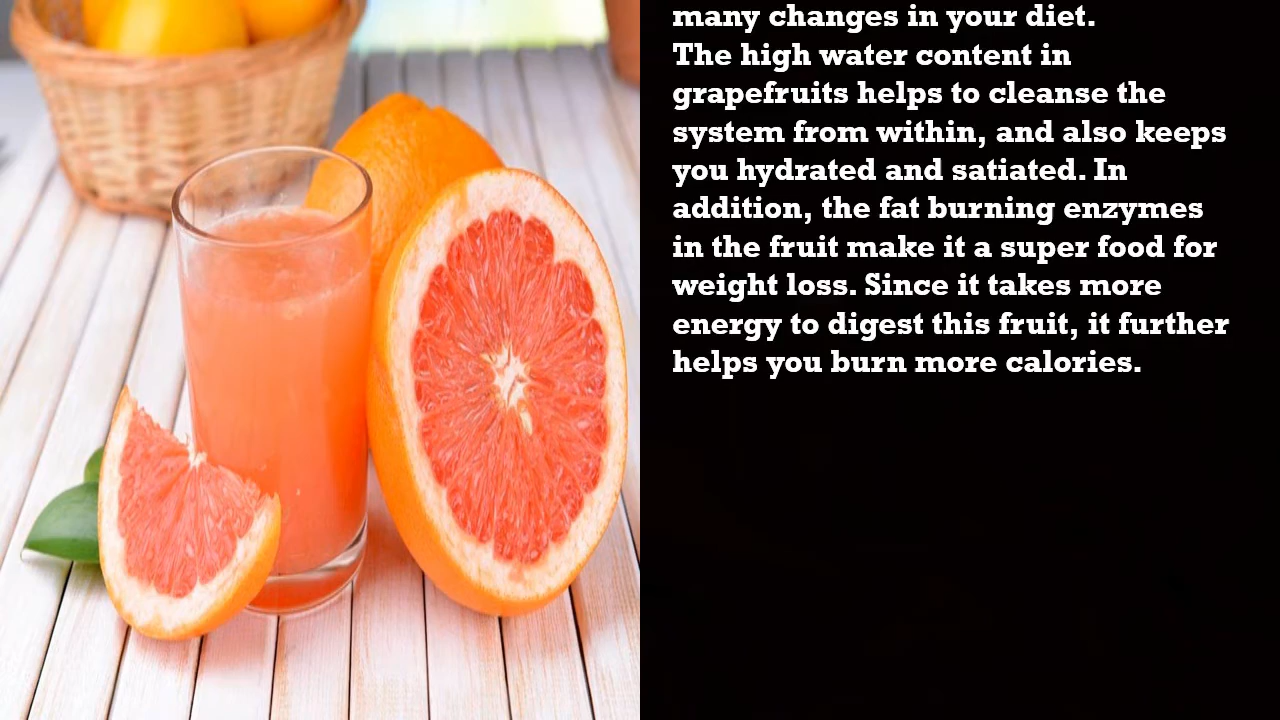 many changes in your diet.
The high water content in
grapefruits helps to cleanse the
system from within, and also keeps
you hydrated and satiated. In
addition, the fat burning enzymes
in the fruit make it a super food for
weight loss. Since it takes more
energy to digest this fruit, it further
helps you burn more calories.